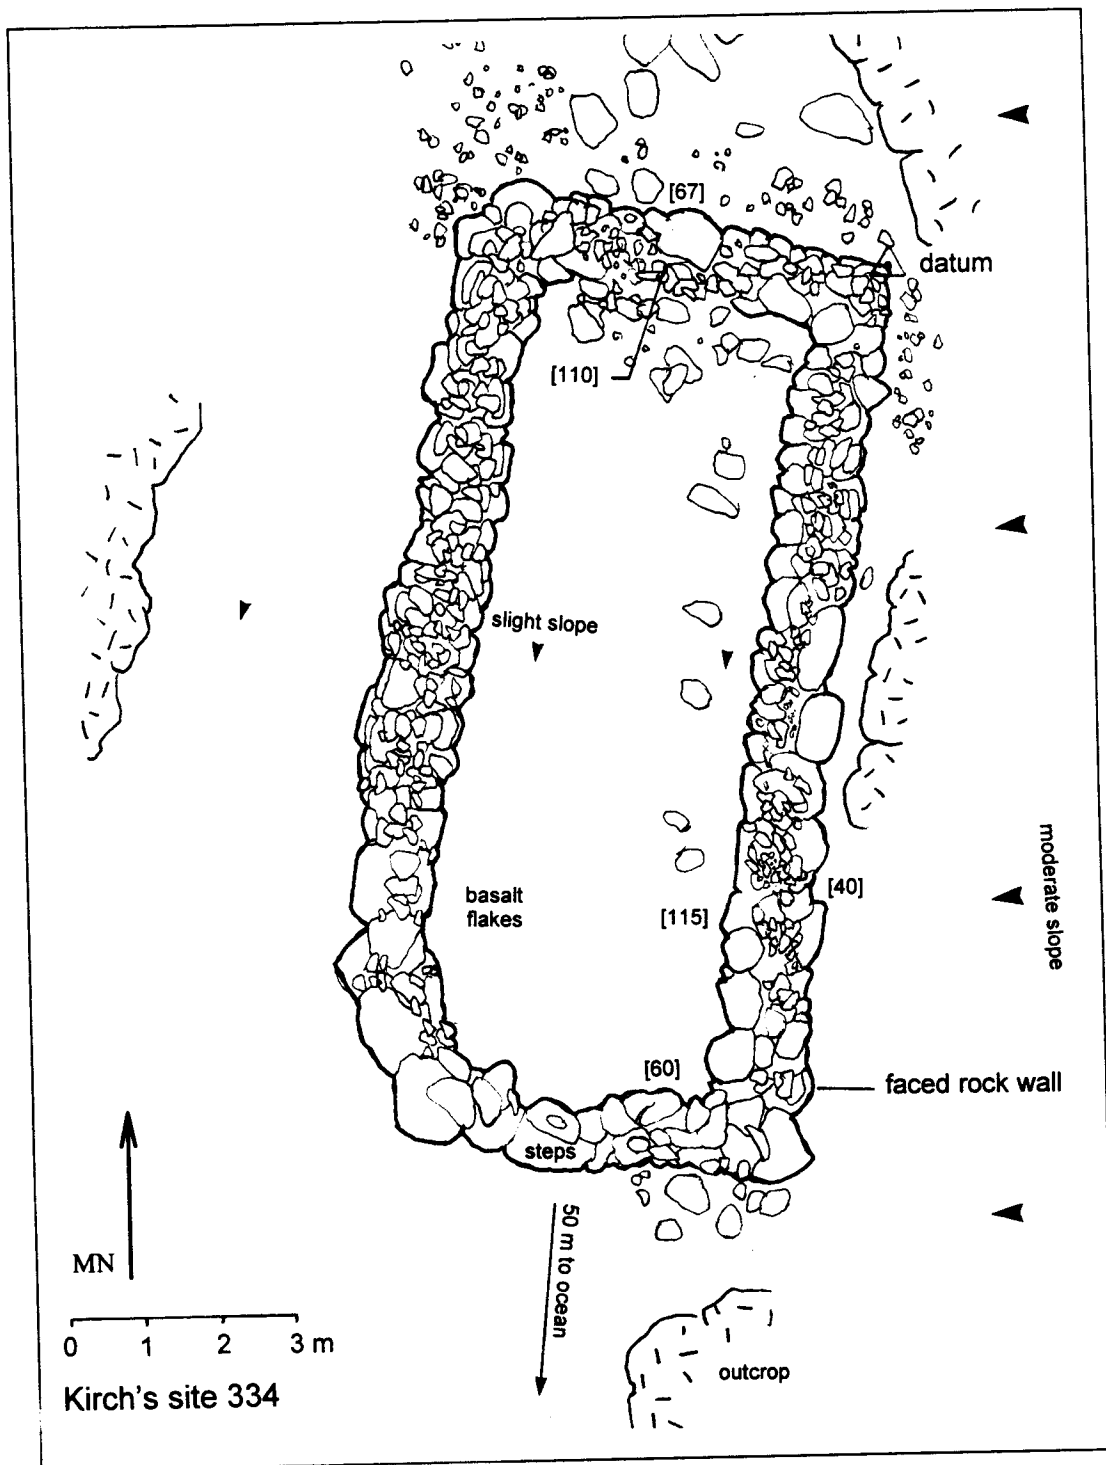 [67]
datum
[110]
slight slope
basalt
flakes
[40]
[115]
moderate slope
[60]
faced rock wall
steps
50 m to ocean
MN
0 1 2 3 m
outcrop
Kirch's site 334